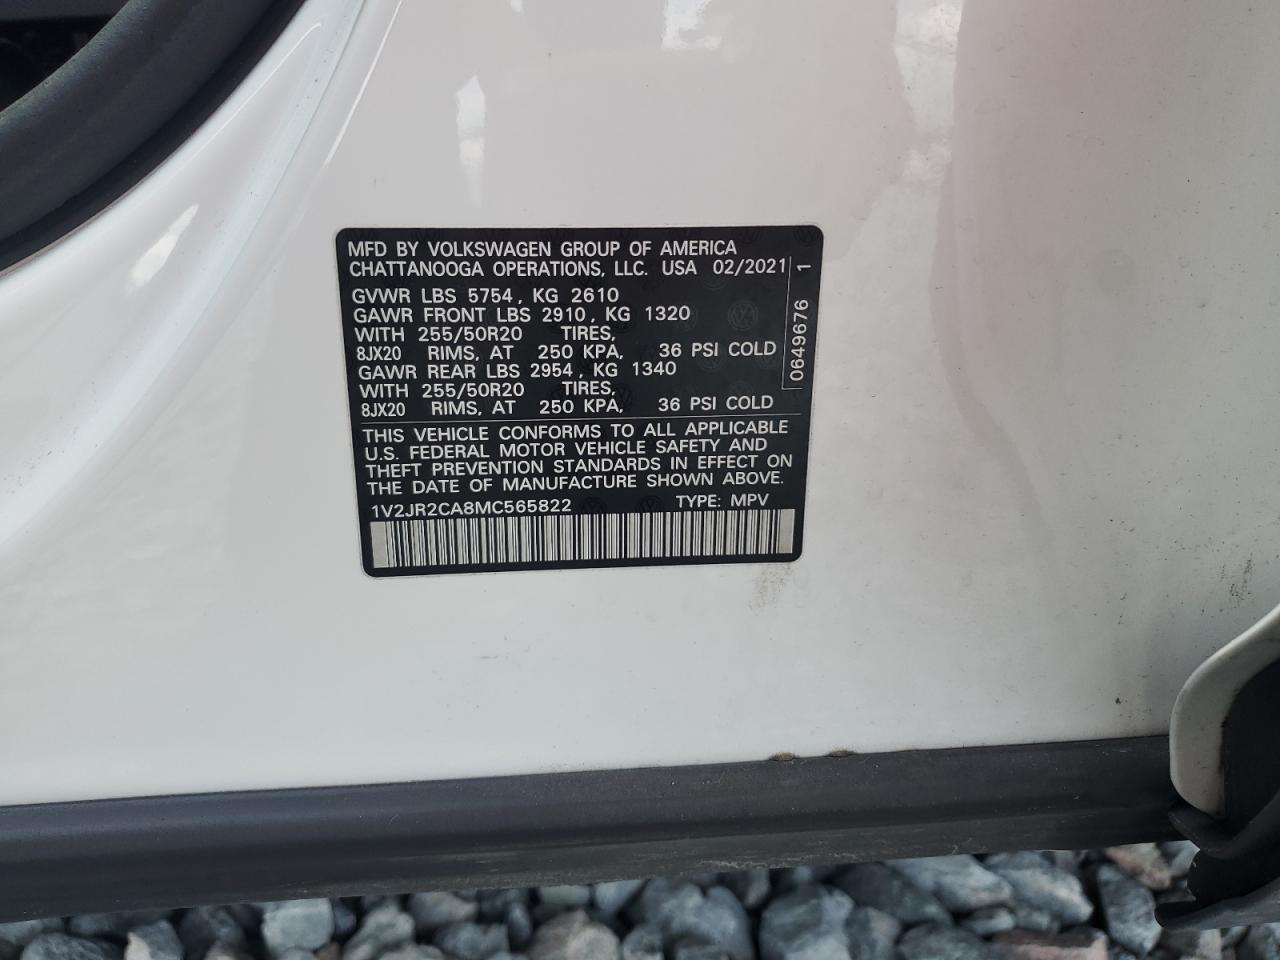 MFD BY VOLKSWAGEN GROUP OF AMERICA
CHATTANOOGA OPERATIONS, LLC. USA 02/2021
GVWR LBS 5754, KG 2610
GAWR FRONT LBS 2910, KG 1320
WITH 255/50R20 TIRES,
8JX20 RIMS, AT 250 KPA, 36 PSI COLD
GAWR REAR LBS 2954, KG 1340
WITH 255/50R20 TIRES,
8JX20 RIMS, AT 250 KPA, 36 PSI COLD
THIS VEHICLE CONFORMS TO ALL APPLICABLE
U.S. FEDERAL MOTOR VEHICLE SAFETY AND
THEFT PREVENTION STANDARDS IN EFFECT ON
THE DATE OF MANUFACTURE SHOWN ABOVE.
1V2JR2CA8MC565822 TYPE: MPV
0649676 1